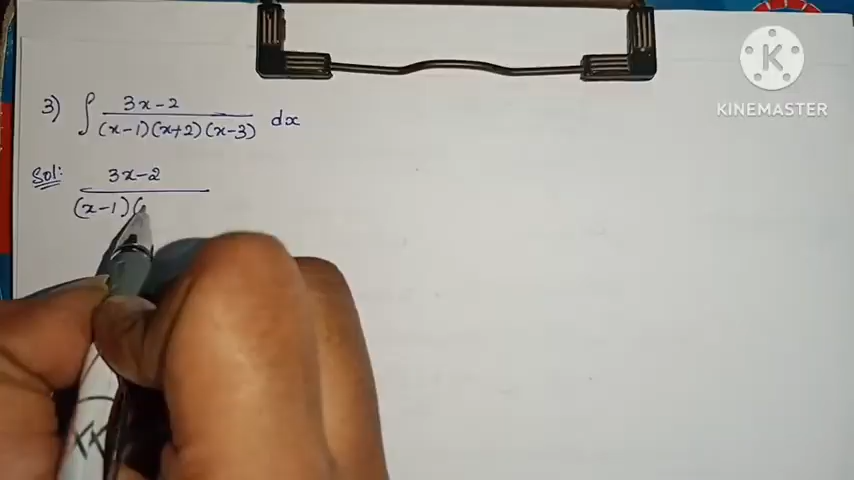 3) ∫ 3x-2 / (x-1)(x+2)(x-3) dx
Sol: 3x-2 / (x-1)(
K
KINEMASTER